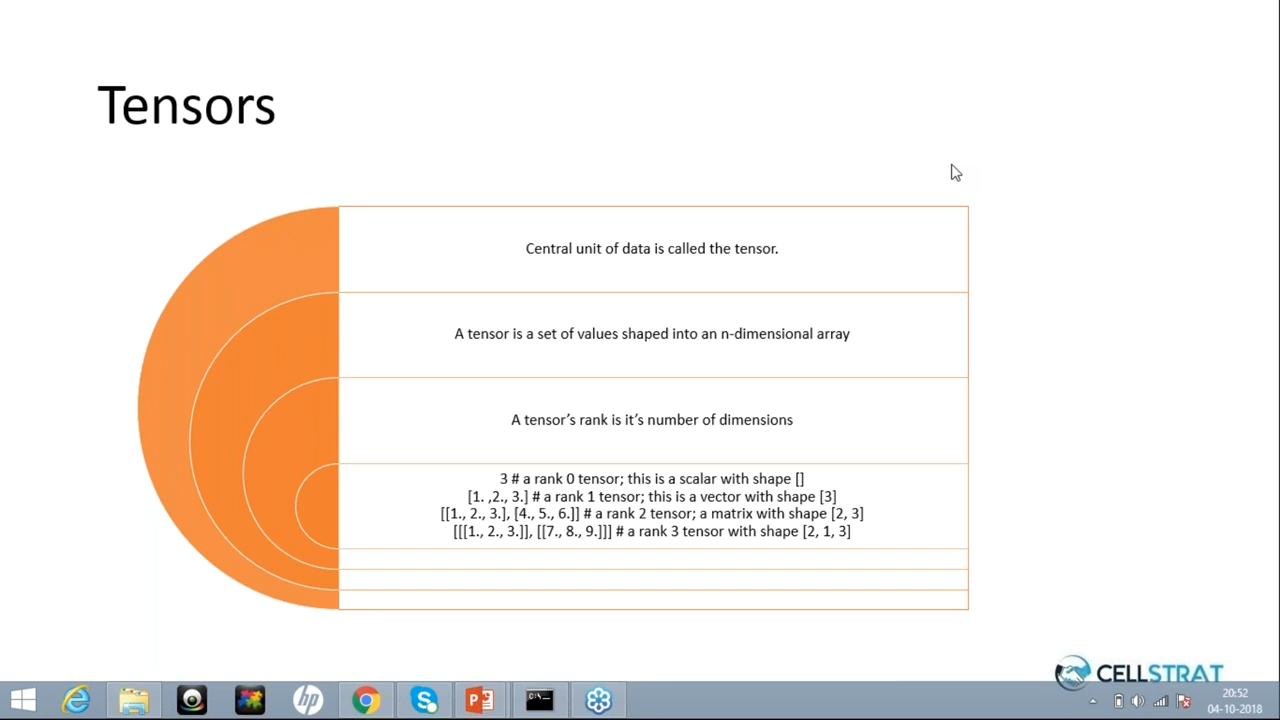 Tensors
Central unit of data is called the tensor.
A tensor is a set of values shaped into an n-dimensional array
A tensor’s rank is it’s number of dimensions
3 # a rank 0 tensor; this is a scalar with shape []
[1. ,2., 3.] # a rank 1 tensor; this is a vector with shape [3]
[[1., 2., 3.], [4., 5., 6.]] # a rank 2 tensor; a matrix with shape [2, 3]
[[[1., 2., 3.]], [[7., 8., 9.]]] # a rank 3 tensor with shape [2, 1, 3]
CELLSTRAT
hp
20:52
04-10-2018